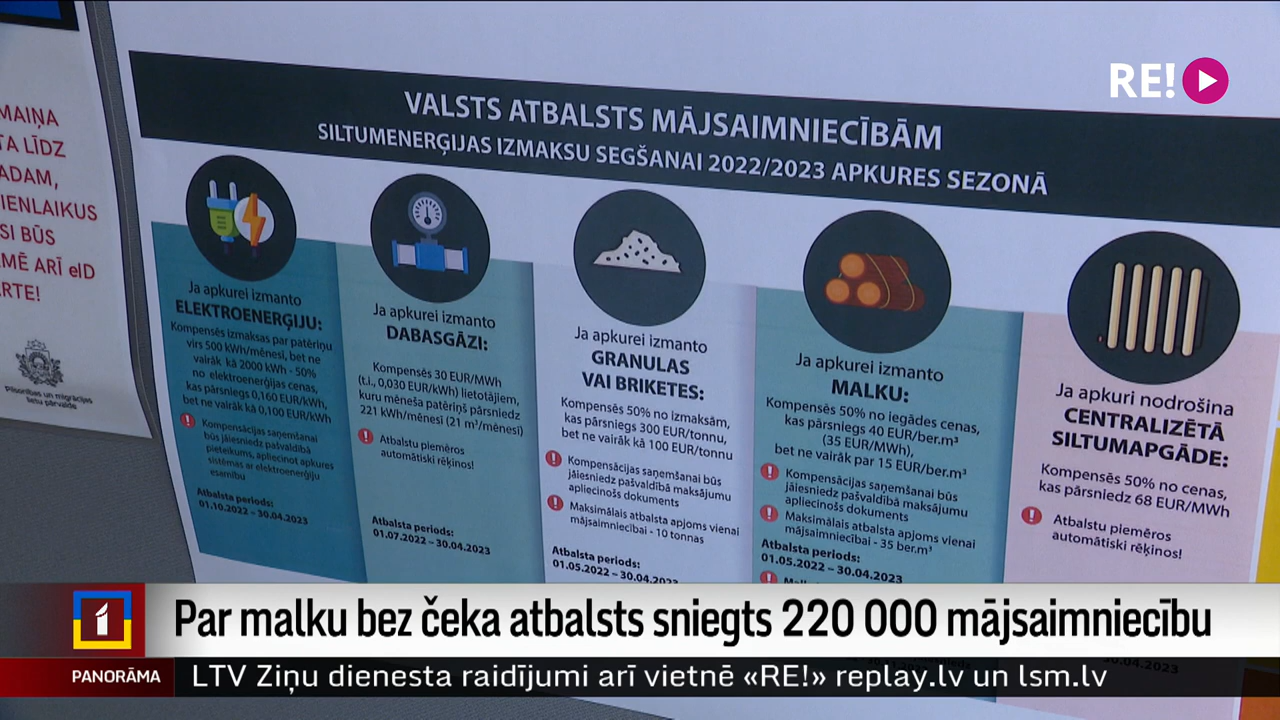 RE!
MAIŅA
TA LĪDZ
ADAM,
IENLAIKUS
SI BŪS
MĒ ARĪ eID
ARTE!
Pilsonības un migrācijas
lietu pārvalde
VALSTS ATBALSTS MĀJSAIMNIECĪBĀM
SILTUMENERĢIJAS IZMAKSU SEGŠANAI 2022/2023 APKURES SEZONĀ
Ja apkurei izmanto
ELEKTROENERĢIJU:
Kompensēs izmaksas par patēriņu
virs 500 kWh/mēnesī, bet ne
vairāk kā 2000 kWh - 50%
no elektroenerģijas cenas,
kas pārsniegs 0,160 EUR/kWh,
bet ne vairāk kā 0,100 EUR/kWh
Kompensācijas saņemšanai
būs jāiesniedz pašvaldībā
pieteikums, apliecinot apkures
sistēmas ar elektroenerģiju
esamību
Atbalsta periods:
01.10.2022 – 30.04.2023
Ja apkurei izmanto
DABASGĀZI:
Kompensēs 30 EUR/MWh
(t.i., 0,030 EUR/kWh) lietotājiem,
kuru mēneša patēriņš pārsniedz
221 kWh/mēnesī (21 m³/mēnesī)
Atbalstu piemēros
automātiski rēķinos!
Atbalsta periods:
01.07.2022 – 30.04.2023
Ja apkurei izmanto
GRANULAS
VAI BRIKETES:
Kompensēs 50% no izmaksām,
kas pārsniegs 300 EUR/tonnu,
bet ne vairāk kā 100 EUR/tonnu
Kompensācijas saņemšanai būs
jāiesniedz pašvaldībā maksājumu
apliecinošs dokuments
Maksimālais atbalsta apjoms vienai
mājsaimniecībai - 10 tonnas
Atbalsta periods:
01.05.2022 – 30.04.2023
Ja apkurei izmanto
MALKU:
Kompensēs 50% no iegādes cenas,
kas pārsniegs 40 EUR/ber.m³
(35 EUR/MWh),
bet ne vairāk par 15 EUR/ber.m³
Kompensācijas saņemšanai būs
jāiesniedz pašvaldībā maksājumu
apliecinošs dokuments
Maksimālais atbalsta apjoms vienai
mājsaimniecībai - 35 ber.m³
Atbalsta periods:
01.05.2022 – 30.04.2023
Ja apkuri nodrošina
CENTRALIZĒTĀ
SILTUMAPGĀDE:
Kompensēs 50% no cenas,
kas pārsniedz 68 EUR/MWh
Atbalstu piemēros
automātiski rēķinos!
30.04.2023
1 Par malku bez čeka atbalsts sniegts 220 000 mājsaimniecību
PANORĀMA LTV Ziņu dienesta raidījumi arī vietnē «RE!» replay.lv un lsm.lv